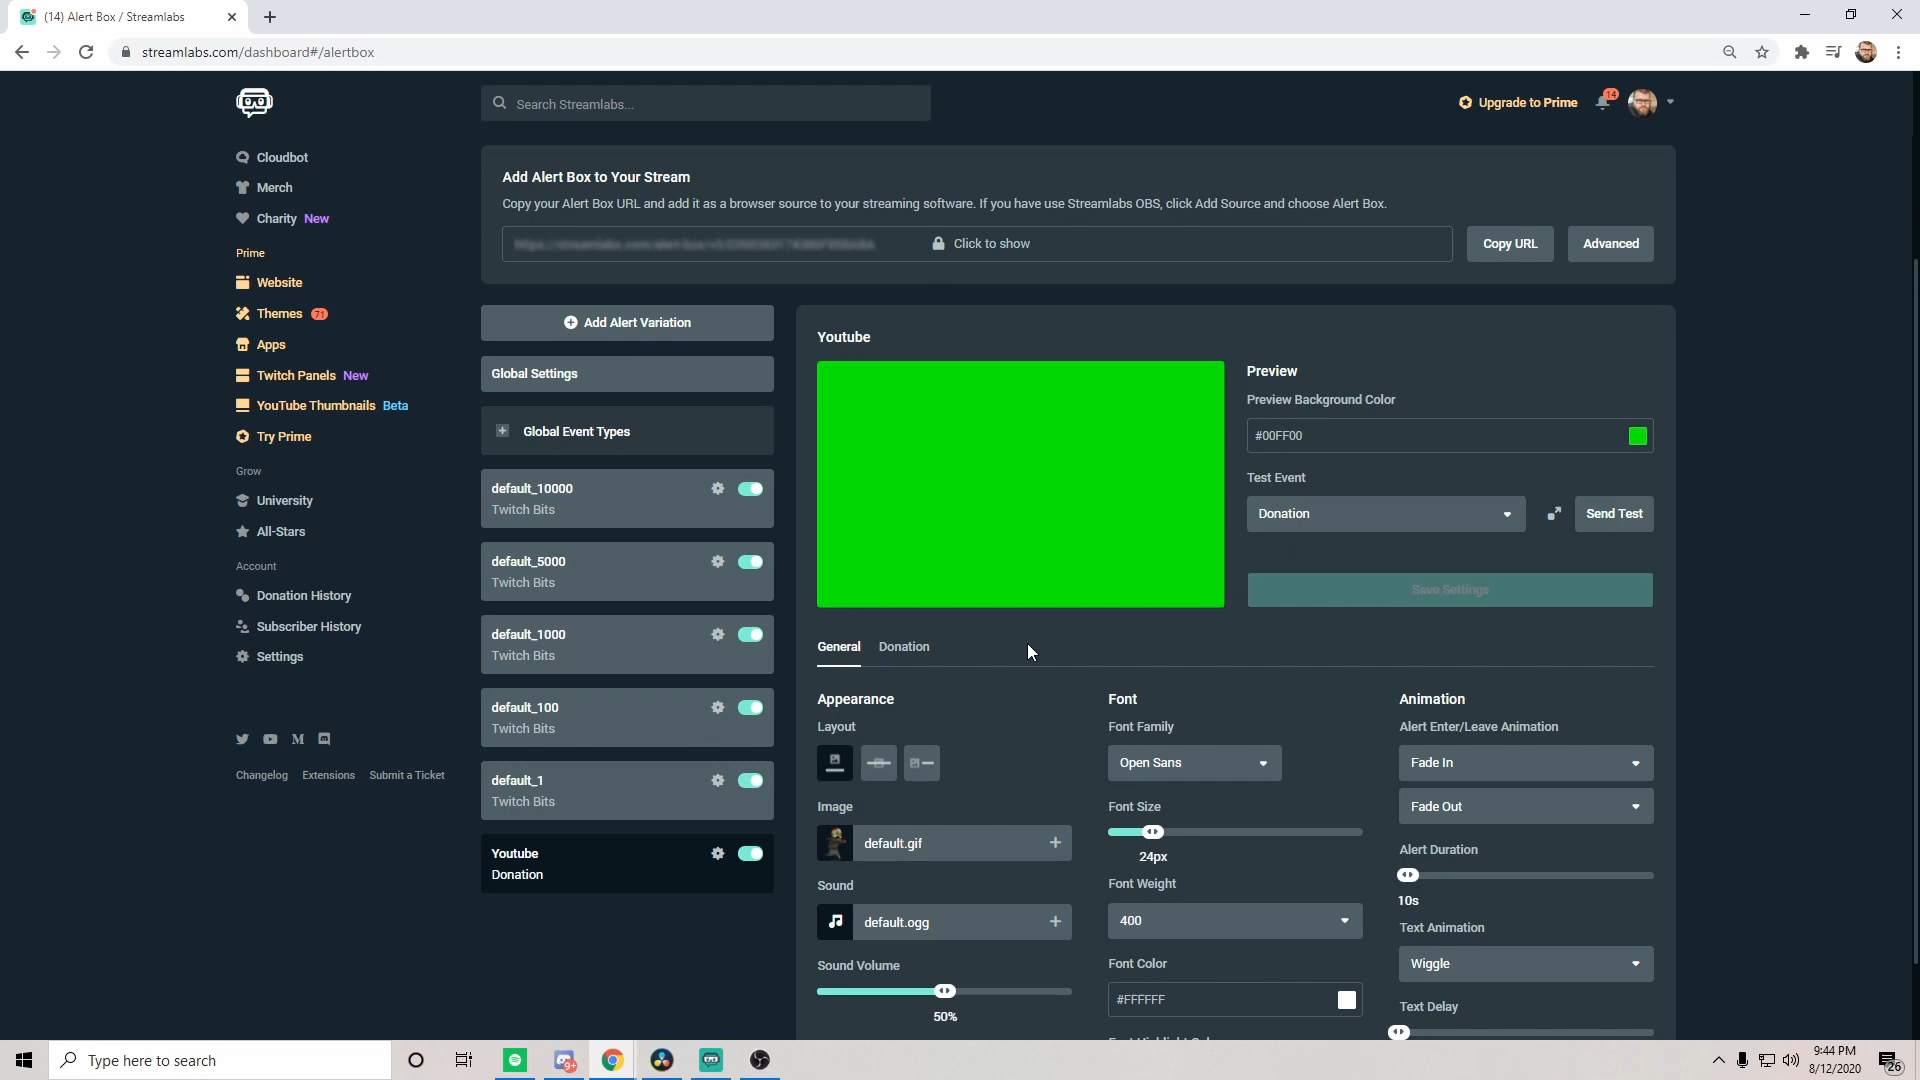 (14) Alert Box / Streamlabs
streamlabs.com/dashboard#/alertbox
Search Streamlabs...
Upgrade to Prime
14
Cloudbot
Merch
Charity New
Prime
Website
Themes 71
Apps
Twitch Panels New
YouTube Thumbnails Beta
Try Prime
Grow
University
All-Stars
Account
Donation History
Subscriber History
Settings
Changelog Extensions Submit a Ticket
Add Alert Box to Your Stream
Copy your Alert Box URL and add it as a browser source to your streaming software. If you have use Streamlabs OBS, click Add Source and choose Alert Box.
Click to show
Copy URL
Advanced
Add Alert Variation
Global Settings
Global Event Types
default_10000
Twitch Bits
default_5000
Twitch Bits
default_1000
Twitch Bits
default_100
Twitch Bits
default_1
Twitch Bits
Youtube
Donation
Youtube
Preview
Preview Background Color
#00FF00
Test Event
Donation
Send Test
Save Settings
General Donation
Appearance
Layout
Image
default.gif
Sound
default.ogg
Sound Volume
50%
Font
Font Family
Open Sans
Font Size
24px
Font Weight
400
Font Color
#FFFFFF
Animation
Alert Enter/Leave Animation
Fade In
Fade Out
Alert Duration
10s
Text Animation
Wiggle
Text Delay
Type here to search
9+
9:44 PM
8/12/2020
26